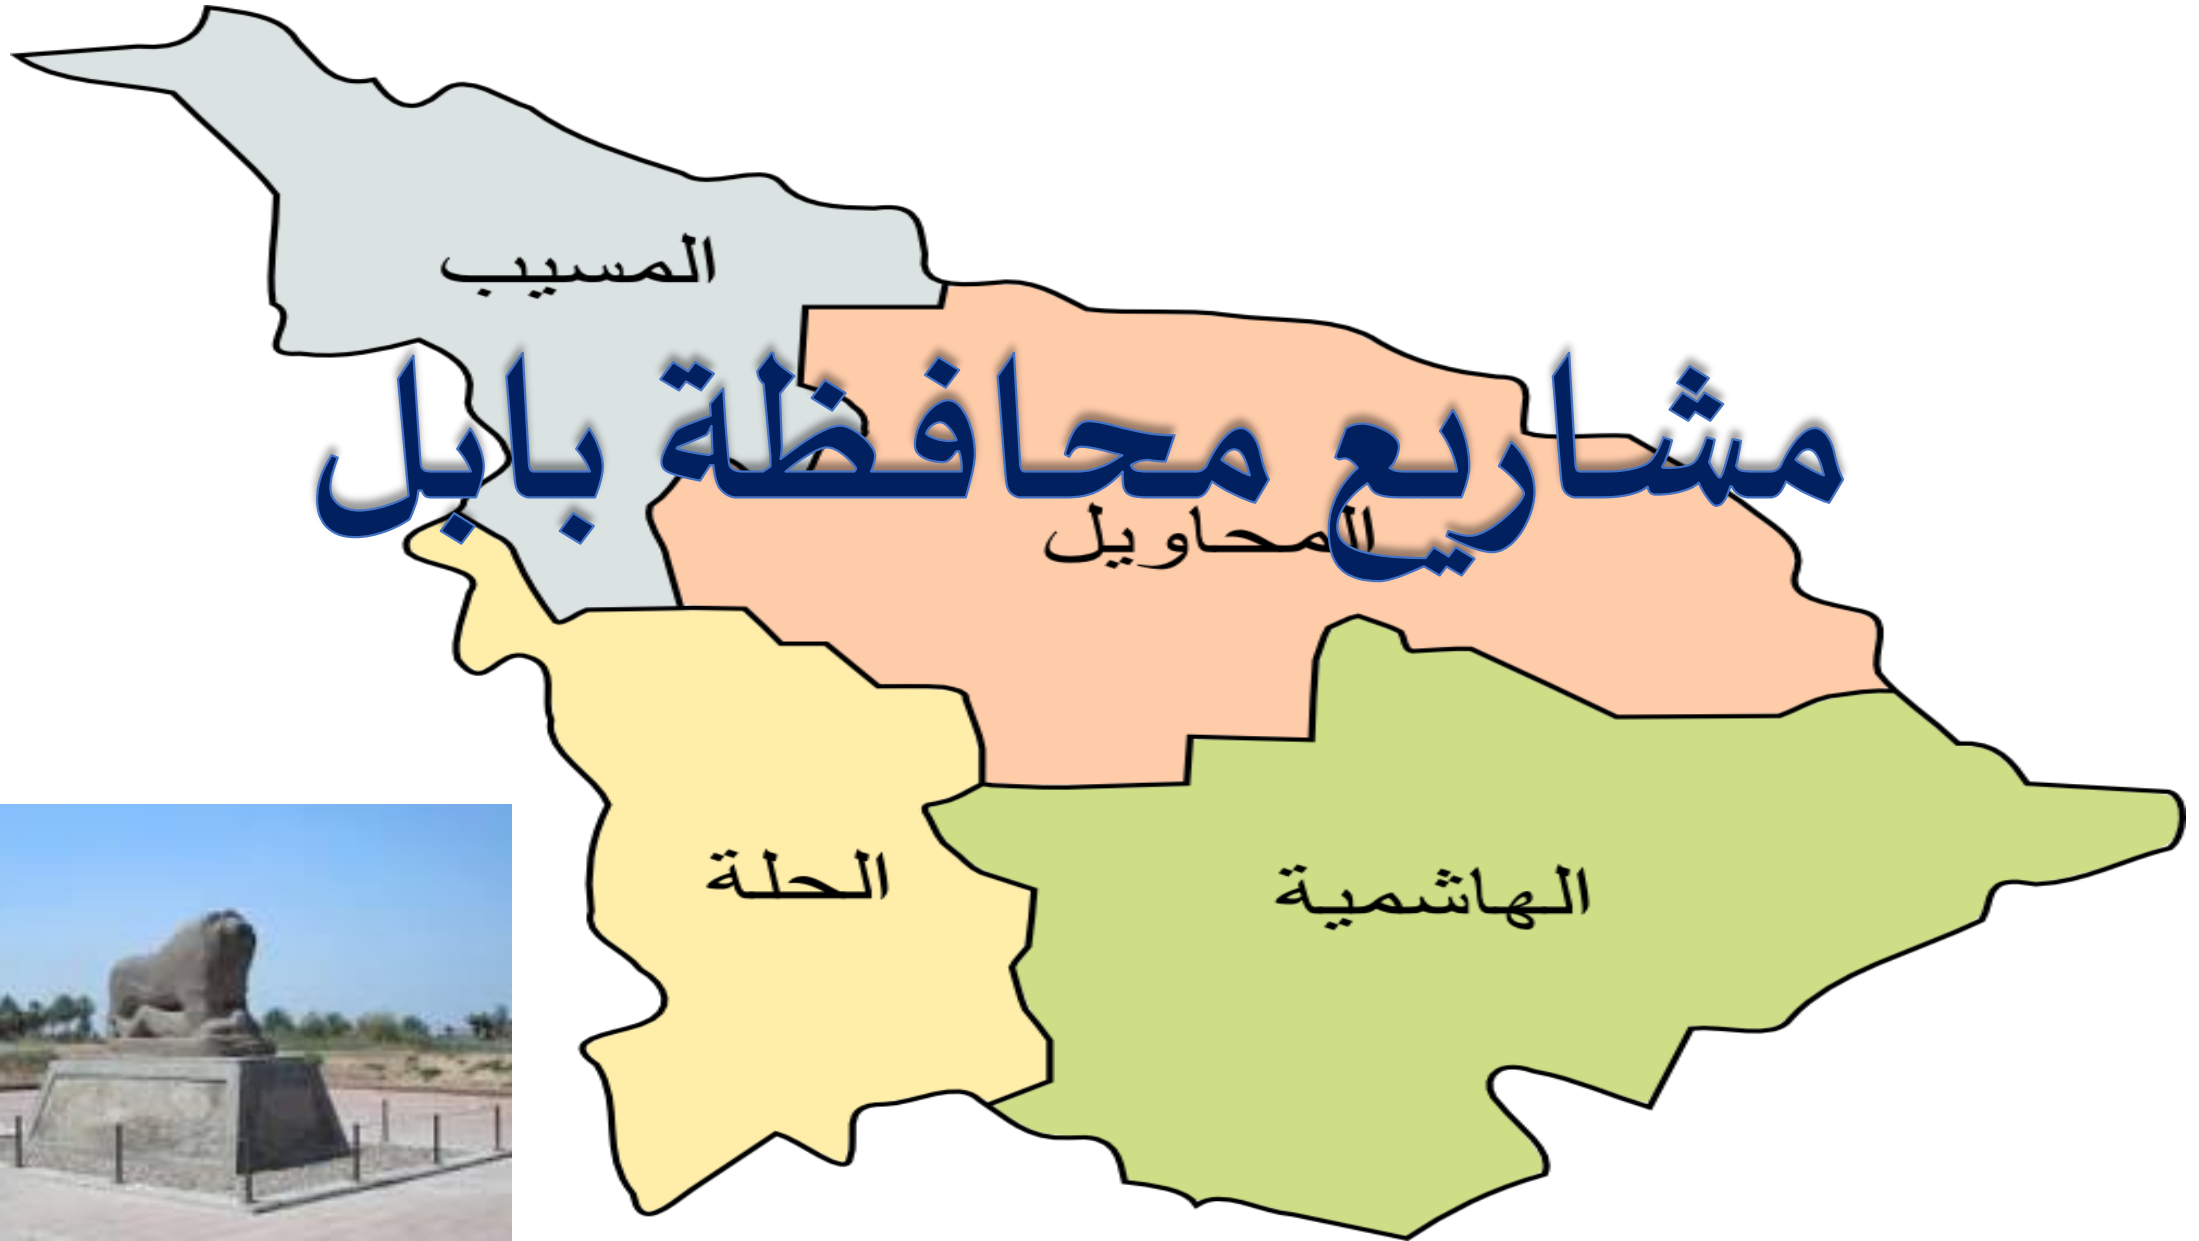 المسيب
مشاريع محافظة بابل
المحاويل
الحلة
الهاشمية